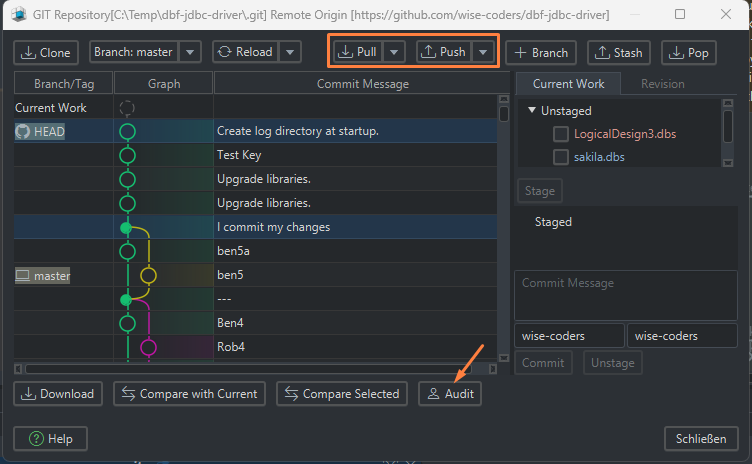 GIT Repository[C:\Temp\dbf-jdbc-driver\.git] Remote Origin [https://github.com/wise-coders/dbf-jdbc-driver]
Clone Branch: master Reload Pull Push Branch Stash Pop
Branch/Tag Graph Commit Message
Current Work
HEAD Create log directory at startup.
Test Key
Upgrade libraries.
Upgrade libraries.
I commit my changes
ben5a
master ben5
---
Ben4
Rob4
Current Work Revision
Unstaged
LogicalDesign3.dbs
sakila.dbs
Stage
Staged
Commit Message
wise-coders wise-coders
Commit Unstage
Download Compare with Current Compare Selected Audit
? Help Schließen